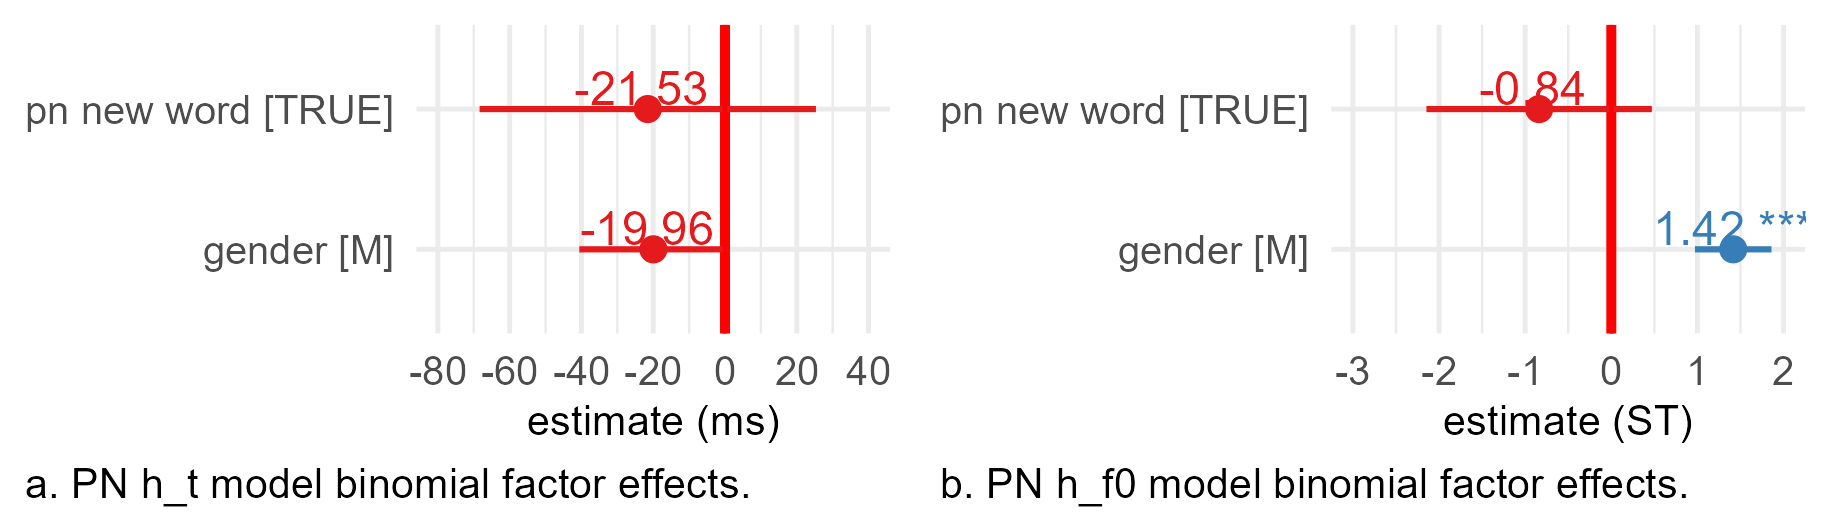 pn new word [TRUE]
-21.53
gender [M]
-19.96
-80 -60 -40 -20 0 20 40
estimate (ms)
a. PN h_t model binomial factor effects.
pn new word [TRUE]
-0.84
gender [M]
1.42 ***
-3 -2 -1 0 1 2
estimate (ST)
b. PN h_f0 model binomial factor effects.